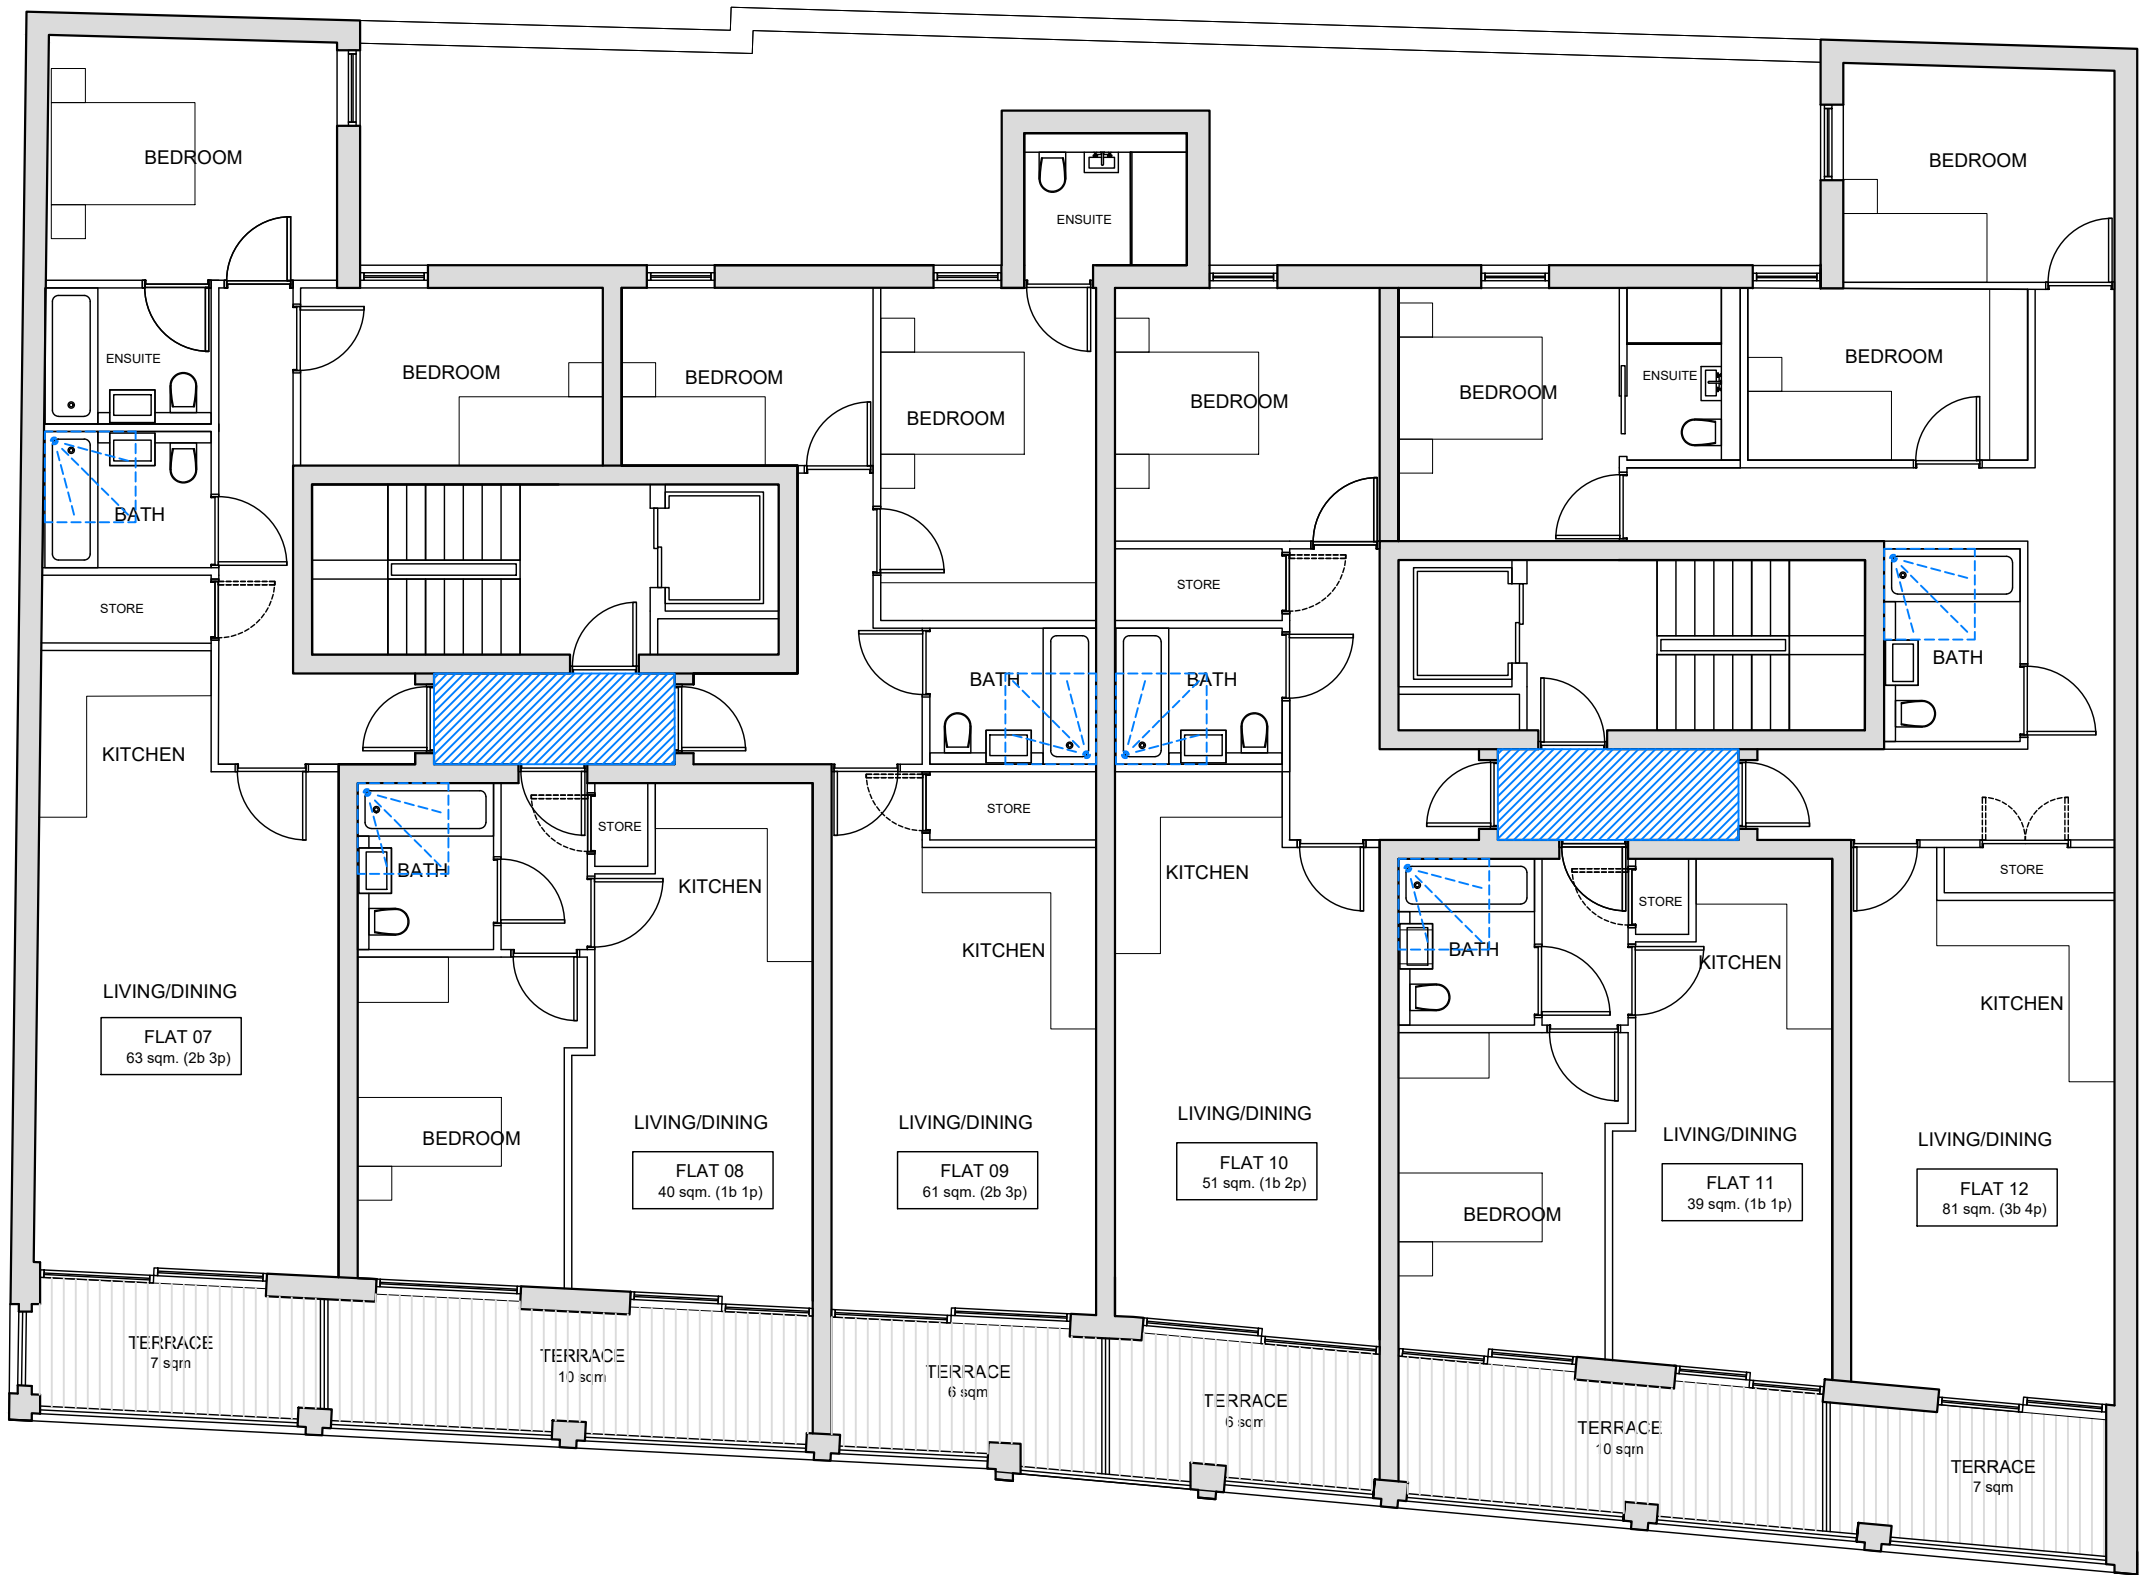 BEDROOM
BEDROOM
ENSUITE
ENSUITE
BEDROOM
BEDROOM
BEDROOM
BEDROOM
BEDROOM
ENSUITE
BEDROOM
BATH
STORE
STORE
BATH
BATH
BATH
KITCHEN
STORE
STORE
KITCHEN
BATH
KITCHEN
STORE
STORE
KITCHEN
BATH
KITCHEN
KITCHEN
LIVING/DINING
FLAT 07
63 sqm. (2b 3p)
BEDROOM
LIVING/DINING
FLAT 08
40 sqm. (1b 1p)
LIVING/DINING
FLAT 09
61 sqm. (2b 3p)
LIVING/DINING
FLAT 10
51 sqm. (1b 2p)
BEDROOM
LIVING/DINING
FLAT 11
39 sqm. (1b 1p)
LIVING/DINING
FLAT 12
81 sqm. (3b 4p)
TERRACE
7 sqm
TERRACE
10 sqm
TERRACE
6 sqm
TERRACE
6 sqm
TERRACE
10 sqm
TERRACE
7 sqm